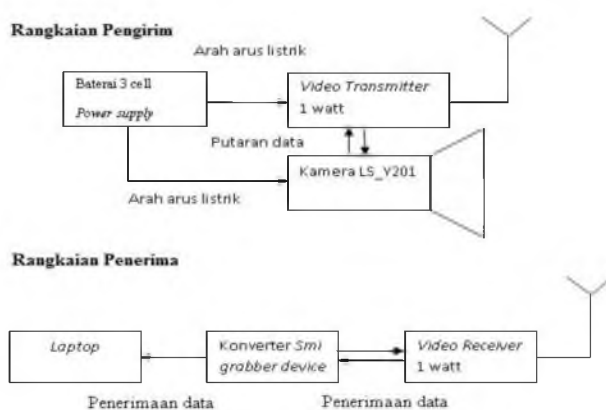 Rangkaian Pengirim
Arah arus listrik
Baterai 3 cell
Power supply
Video Transmitter
1 watt
Putaran data
Kamera LS_Y201
Arah arus listrik
Rangkaian Penerima
Laptop
Konverter Smi
grabber device
Video Receiver
1 watt
Penerimaan data
Penerimaan data